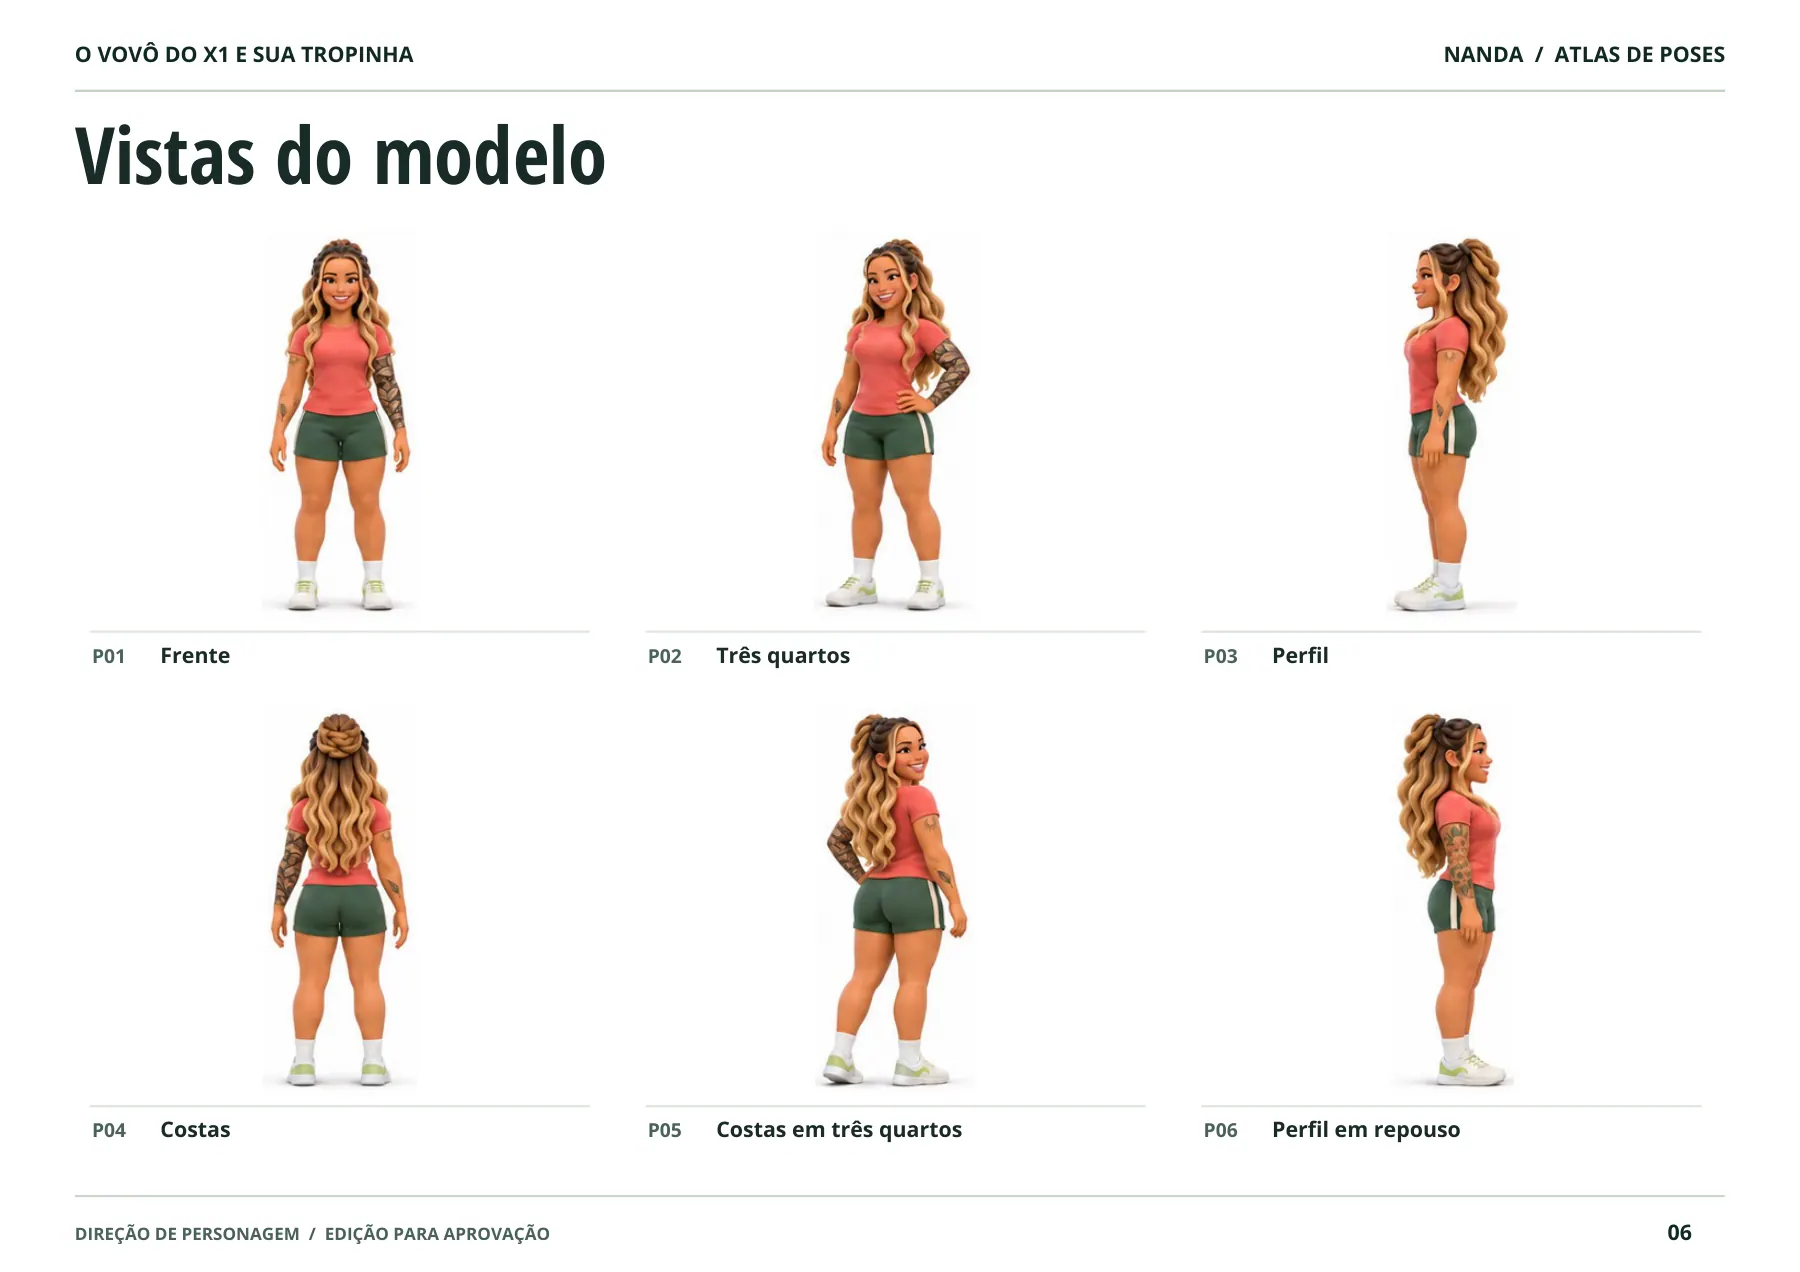 O VOVÔ DO X1 E SUA TROPINHA
NANDA / ATLAS DE POSES
Vistas do modelo
P01 Frente
P02 Três quartos
P03 Perfil
P04 Costas
P05 Costas em três quartos
P06 Perfil em repouso
DIREÇÃO DE PERSONAGEM / EDIÇÃO PARA APROVAÇÃO
06